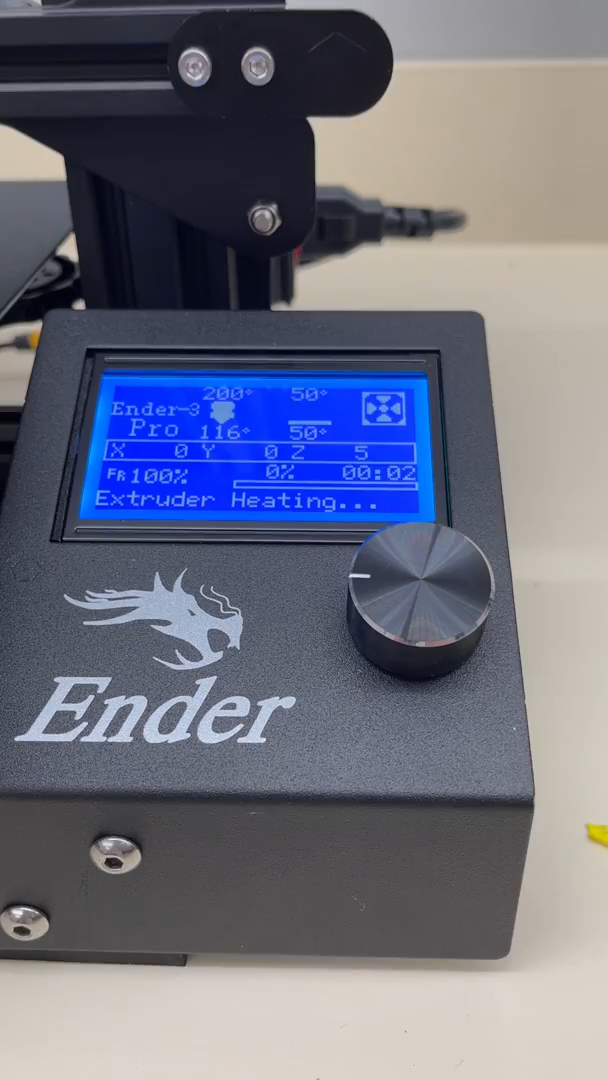 200° 50°
Ender-3
Pro 116° 50°
X 0 Y 0 Z 5
FR 100% 0% 00:02
Extruder Heating...
Ender